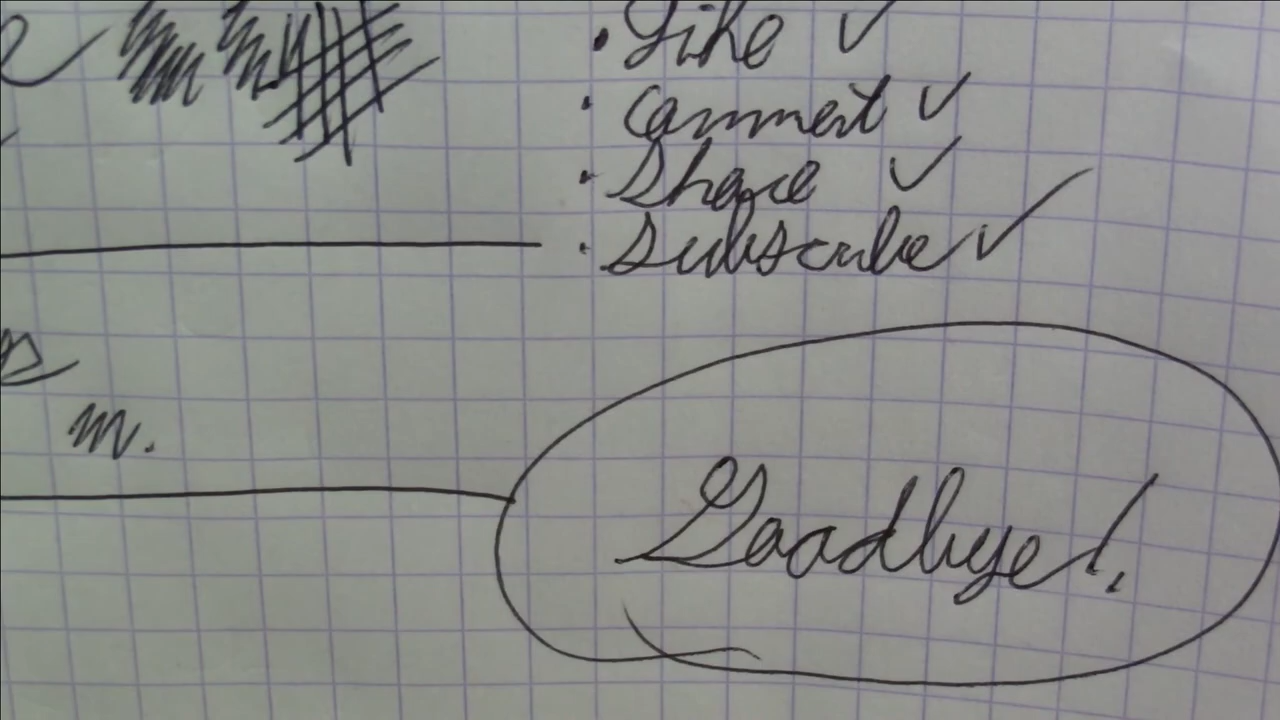 • Like ✓
• Comment ✓
• Share ✓
• Subscribe ✓
m.
Goodbye!